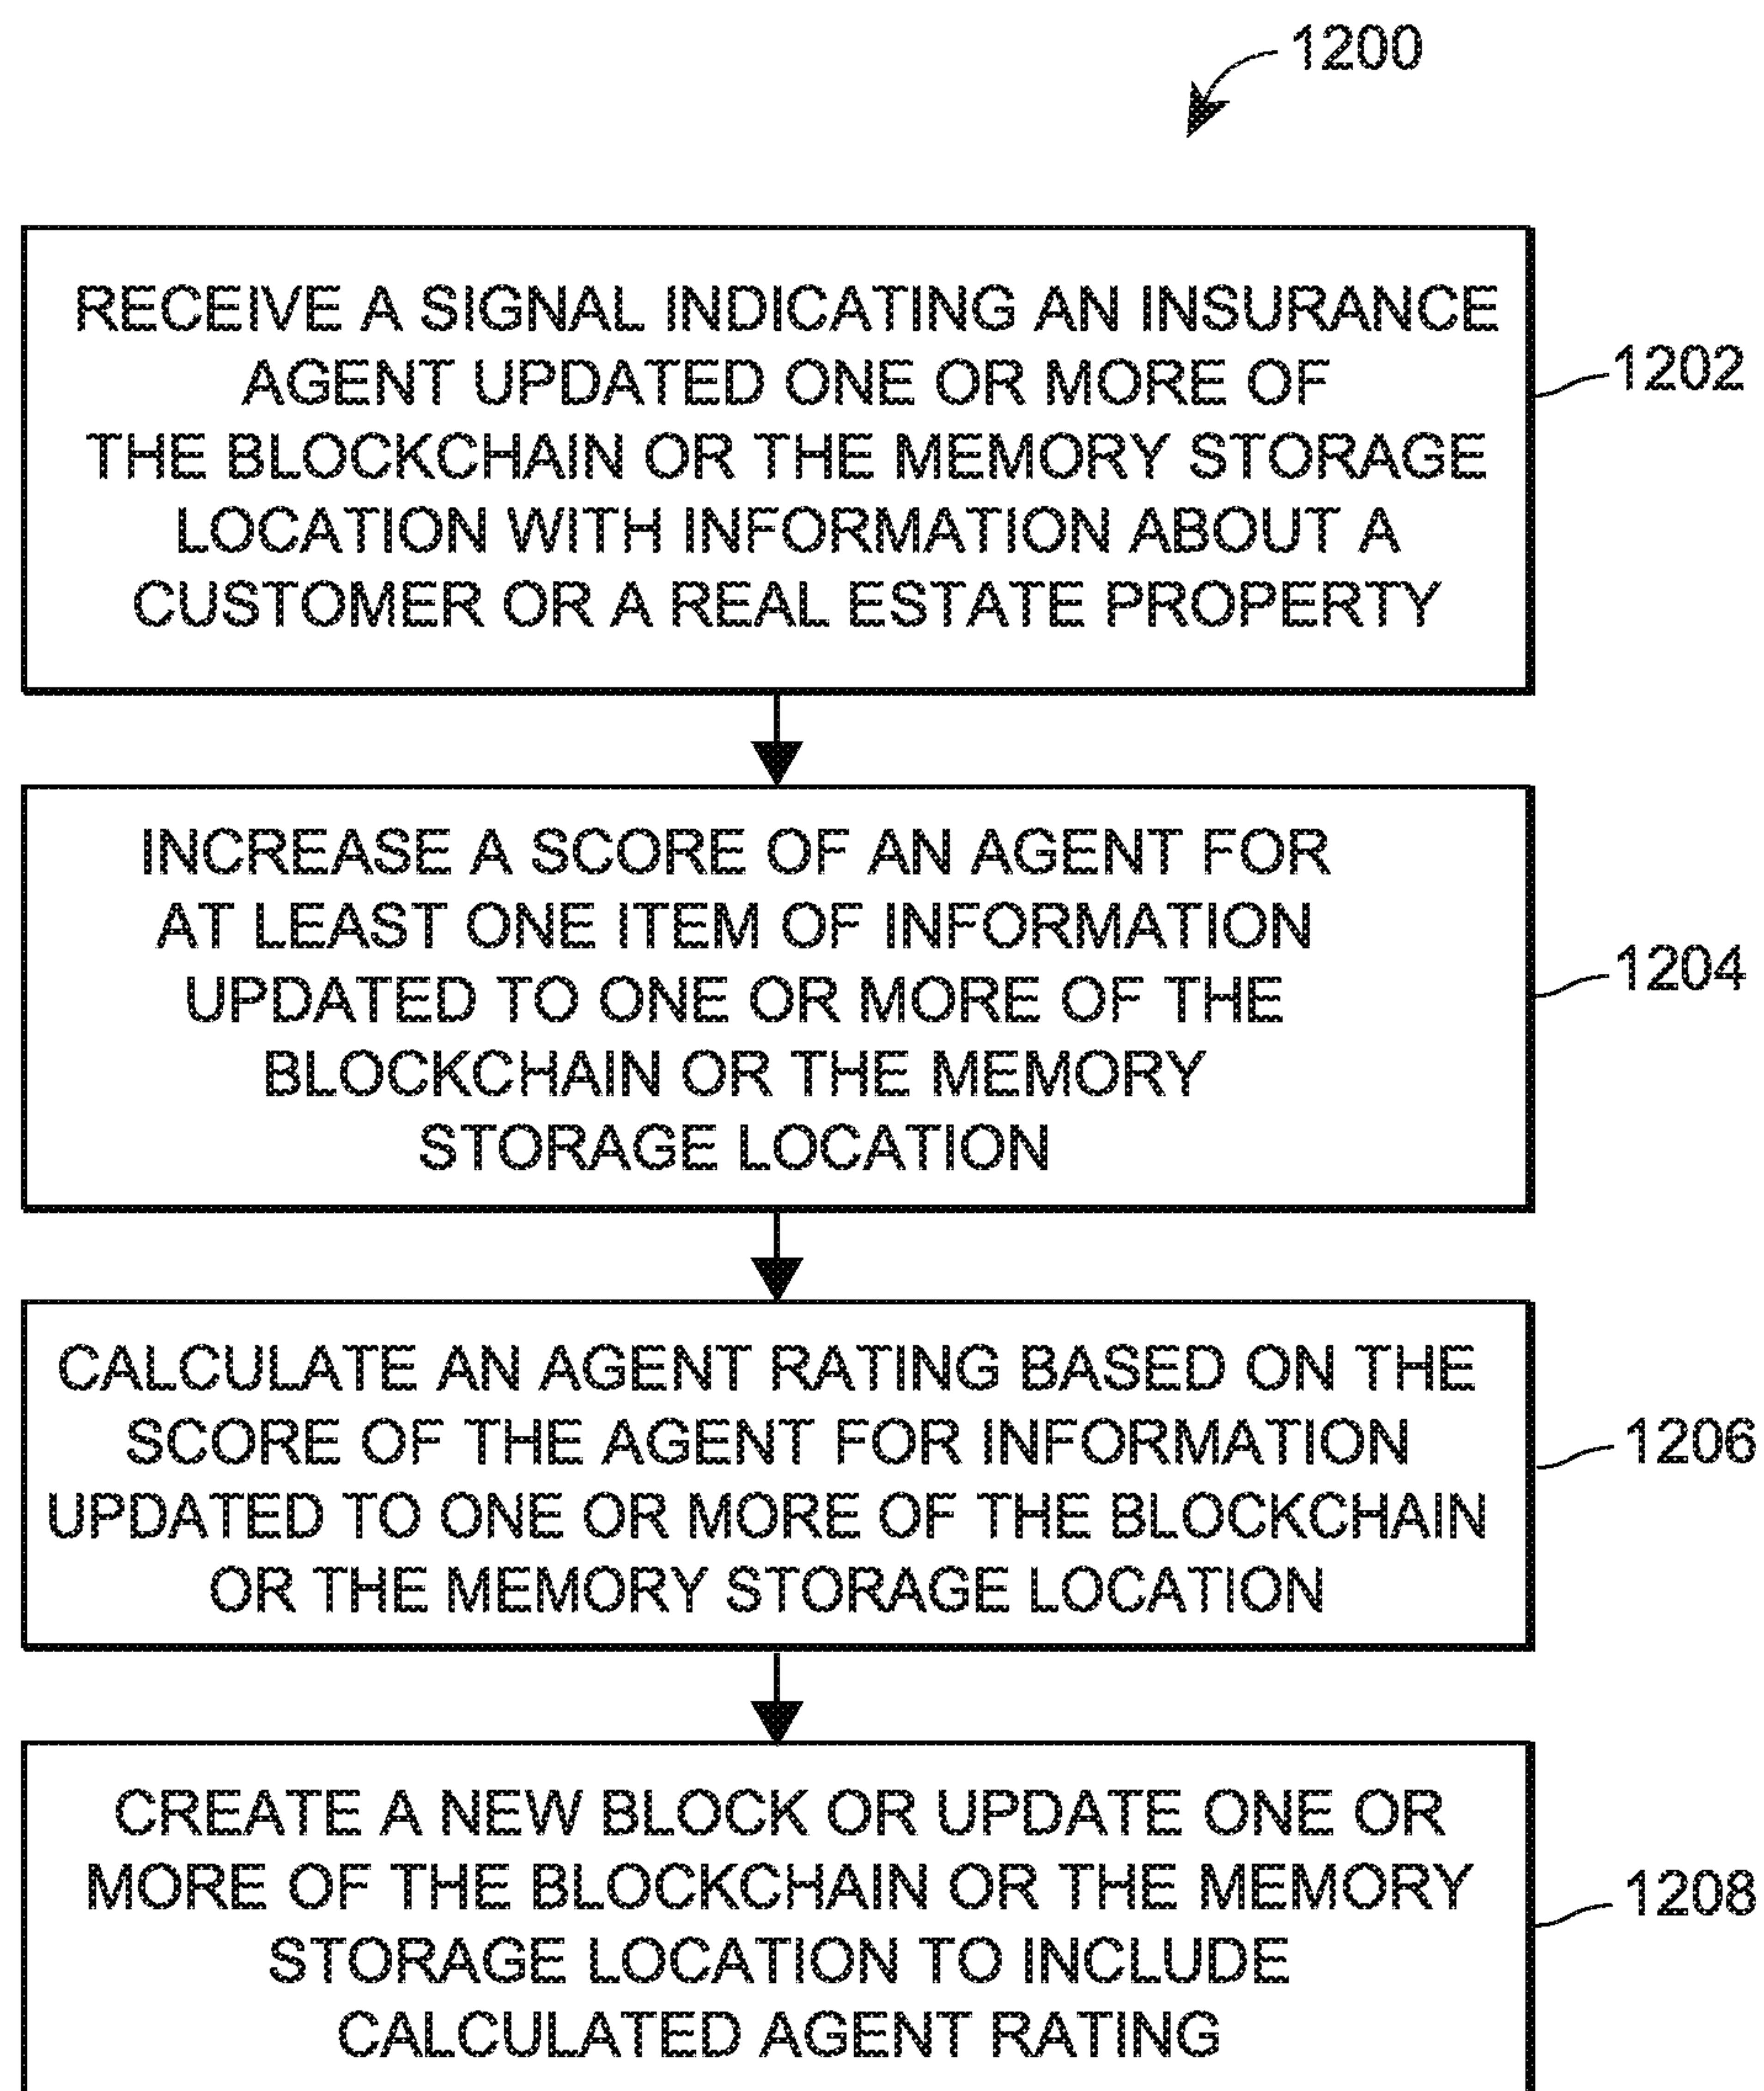 1200
RECEIVE A SIGNAL INDICATING AN INSURANCE
AGENT UPDATED ONE OR MORE OF
THE BLOCKCHAIN OR THE MEMORY STORAGE
LOCATION WITH INFORMATION ABOUT A
CUSTOMER OR A REAL ESTATE PROPERTY
1202
INCREASE A SCORE OF AN AGENT FOR
AT LEAST ONE ITEM OF INFORMATION
UPDATED TO ONE OR MORE OF THE
BLOCKCHAIN OR THE MEMORY
STORAGE LOCATION
1204
CALCULATE AN AGENT RATING BASED ON THE
SCORE OF THE AGENT FOR INFORMATION
UPDATED TO ONE OR MORE OF THE BLOCKCHAIN
OR THE MEMORY STORAGE LOCATION
1206
CREATE A NEW BLOCK OR UPDATE ONE OR
MORE OF THE BLOCKCHAIN OR THE MEMORY
STORAGE LOCATION TO INCLUDE
CALCULATED AGENT RATING
1208